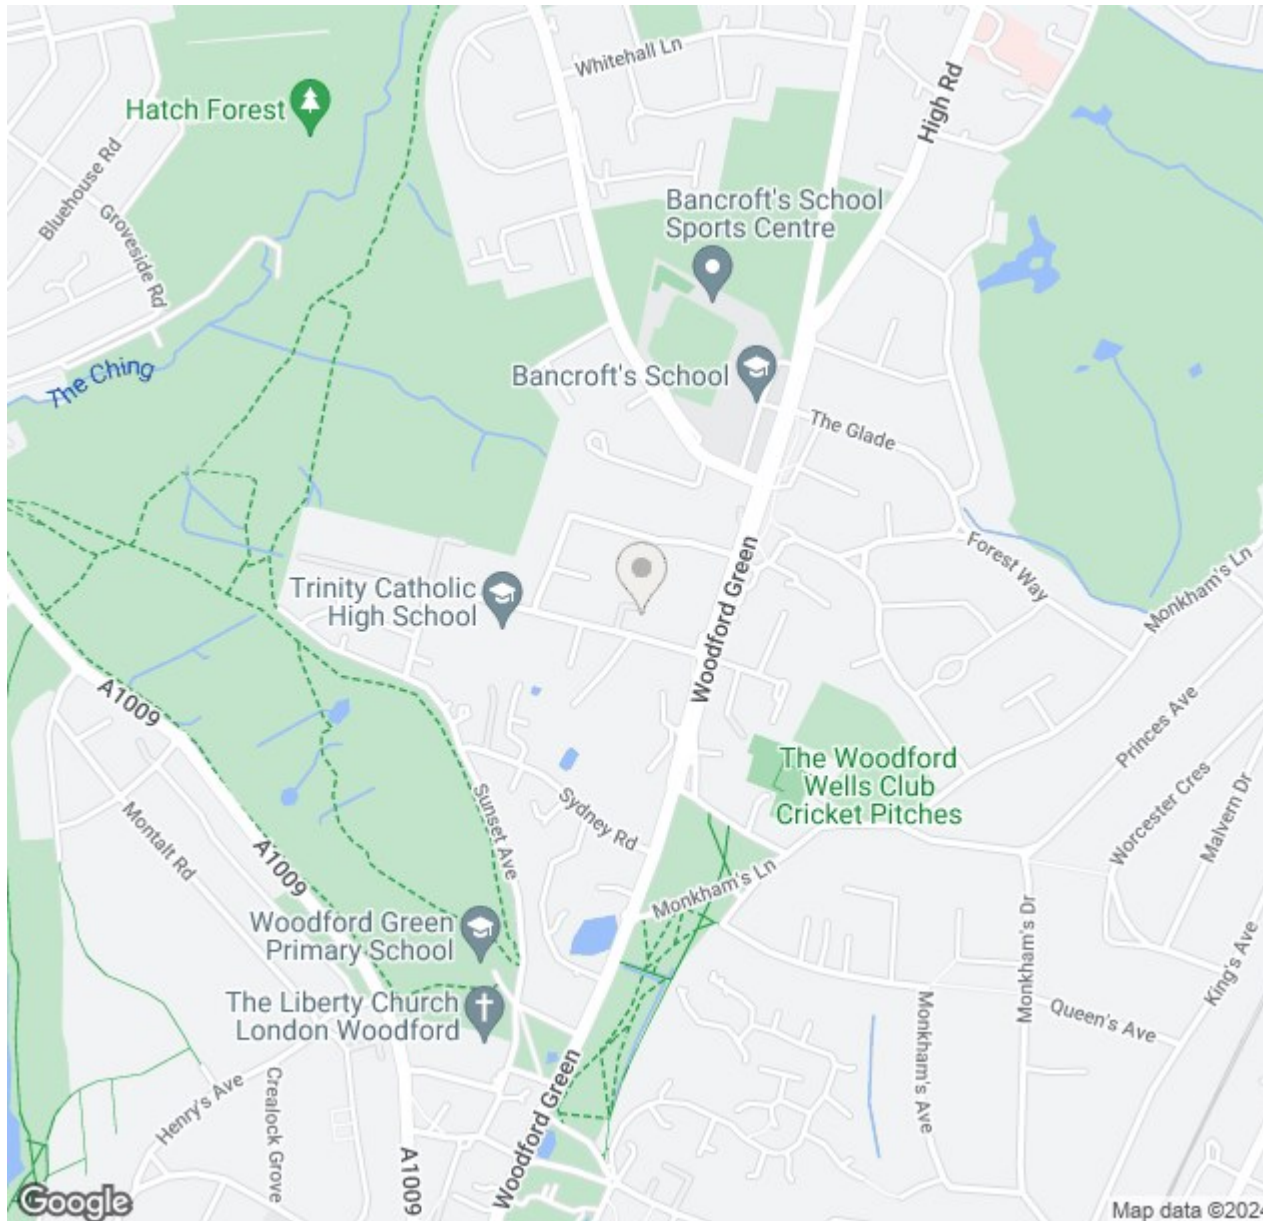 Whitehall Ln
High Rd
Hatch Forest
Bluehouse Rd
Groveside Rd
Bancroft's School
Sports Centre
The Ching
Bancroft's School
The Glade
Forest Way
Monkham's Ln
Trinity Catholic
High School
Woodford Green
A1009
Princes Ave
The Woodford
Wells Club
Cricket Pitches
Worcester Cres
Malvern Dr
Sunset Ave
Sydney Rd
Montalt Rd
A1009
Monkham's Ln
Woodford Green
Primary School
Monkham's Dr
King's Ave
The Liberty Church
London Woodford
Monkham's Ave
Queen's Ave
Henry's Ave
Crealock Grove
Woodford Green
A1009
Google
Map data ©2024